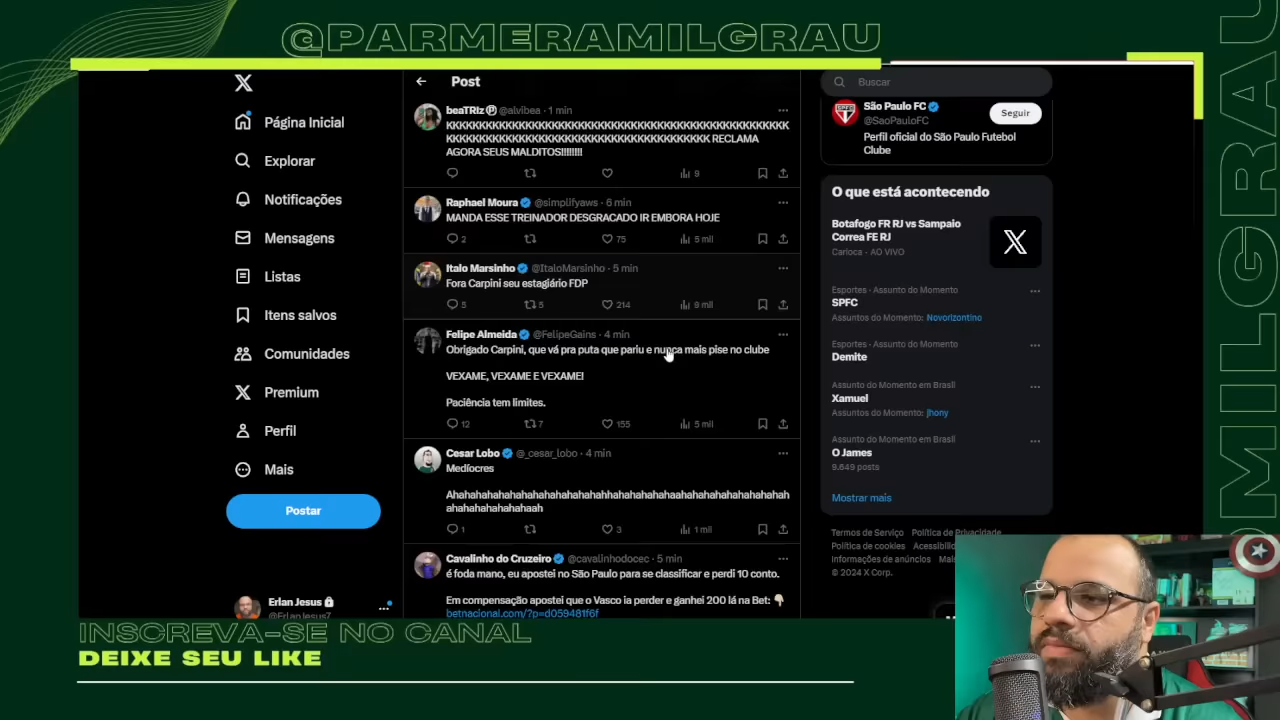 @PARMERAMILGRAU
Página Inicial
Explorar
Notificações
Mensagens
Listas
Itens salvos
Comunidades
Premium
Perfil
Mais
Postar
Erlan Jesus
@ErlanJesus7
Post
beaTRIz Ⓟ @alvibea · 1 min
KKKKKKKKKKKKKKKKKKKKKKKKKKKKKKKKKKKKKKKKKKKKKKKKKKKK
KKKKKKKKKKKKKKKKKKKKKKKKKKKKKKKKKKKKKKKK RECLAMA
AGORA SEUS MALDITOS!!!!!!!!
9
Raphael Moura @simplifyaws · 6 min
MANDA ESSE TREINADOR DESGRACADO IR EMBORA HOJE
2 75 5 mil
Italo Marsinho @ItaloMarsinho · 5 min
Fora Carpini seu estagiário FDP
5 5 214 9 mil
Felipe Almeida @FelipeGains · 4 min
Obrigado Carpini, que vá pra puta que pariu e nunca mais pise no clube
VEXAME, VEXAME E VEXAME!
Paciência tem limites.
12 7 155 5 mil
Cesar Lobo @_cesar_lobo · 4 min
Medíocres
Ahahahahahahahahahahahahahahahhahahahahahaahahahahahahahahahahah
ahahahahahahahaah
1 3 1 mil
Cavalinho do Cruzeiro @cavalinhodocec · 5 min
é foda mano, eu apostei no São Paulo para se classificar e perdi 10 conto.
Em compensação apostei que o Vasco ia perder e ganhei 200 lá na Bet: 👇🏻
betnacional.com/?p=d059481f6f
Buscar
São Paulo FC
@SaoPauloFC
Seguir
Perfil oficial do São Paulo Futebol
Clube
O que está acontecendo
Botafogo FR RJ vs Sampaio
Correa FE RJ
Carioca · AO VIVO
Esportes · Assunto do Momento
SPFC
Assuntos do Momento: Novorizontino
Esportes · Assunto do Momento
Demite
Assunto do Momento em Brasil
Xamuel
Assuntos do Momento: jhony
Assunto do Momento em Brasil
O James
9.649 posts
Mostrar mais
Termos de Serviço Política de Privacidade
Política de cookies
Informações de anúncios
© 2024 X Corp.
INSCREVA-SE NO CANAL
DEIXE SEU LIKE
OMILGRAU